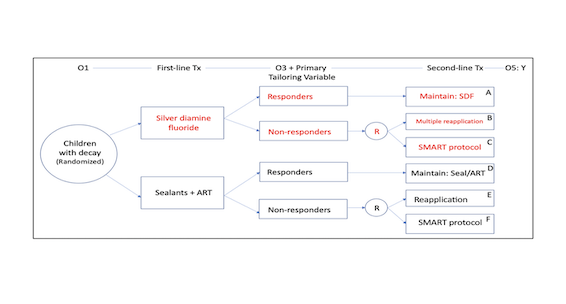 O1 First-line Tx O3 + Primary Second-line Tx O5: Y
Tailoring Variable
Responders
Maintain: SDF A
Silver diamine
fluoride
Multiple reapplication B
Non-responders R
SMART protocol C
Children
with decay
(Randomized)
Responders
Maintain: Seal/ART D
Sealants + ART
Reapplication E
Non-responders R
SMART protocol F